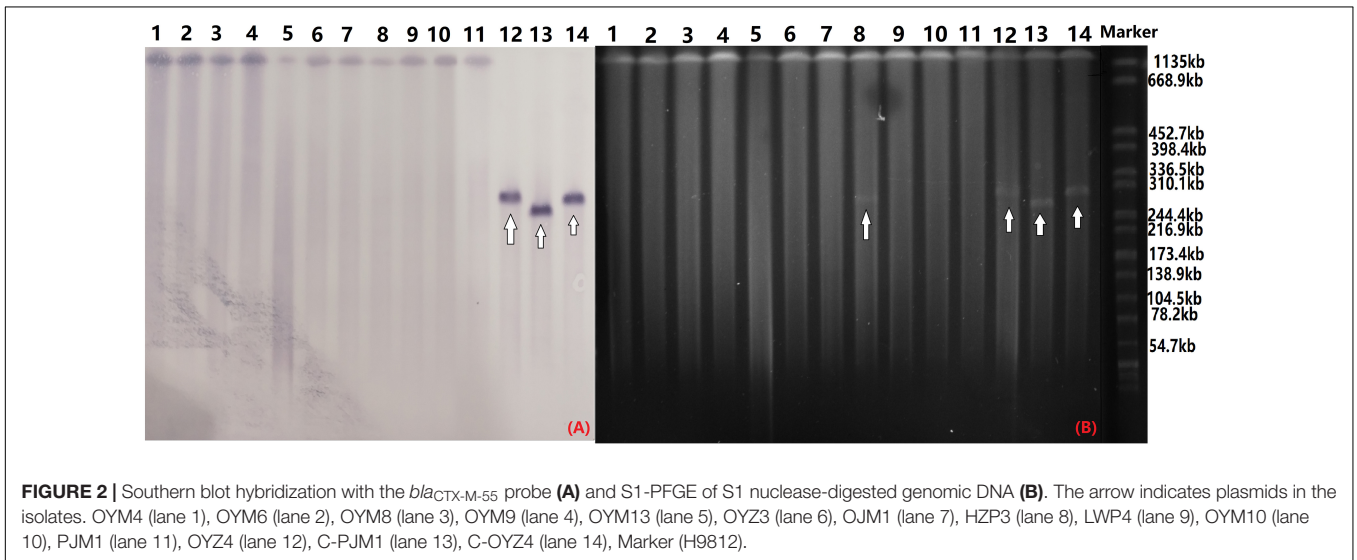 1 2 3 4 5 6 7 8 9 10 11 12 13 14 1 2 3 4 5 6 7 8 9 10 11 12 13 14 Marker
1135kb
668.9kb
452.7kb
398.4kb
336.5kb
310.1kb
244.4kb
216.9kb
173.4kb
138.9kb
104.5kb
78.2kb
54.7kb
(A) (B)
FIGURE 2 | Southern blot hybridization with the blaCTX-M-55 probe (A) and S1-PFGE of S1 nuclease-digested genomic DNA (B). The arrow indicates plasmids in the
isolates. OYM4 (lane 1), OYM6 (lane 2), OYM8 (lane 3), OYM9 (lane 4), OYM13 (lane 5), OYZ3 (lane 6), OJM1 (lane 7), HZP3 (lane 8), LWP4 (lane 9), OYM10 (lane
10), PJM1 (lane 11), OYZ4 (lane 12), C-PJM1 (lane 13), C-OYZ4 (lane 14), Marker (H9812).